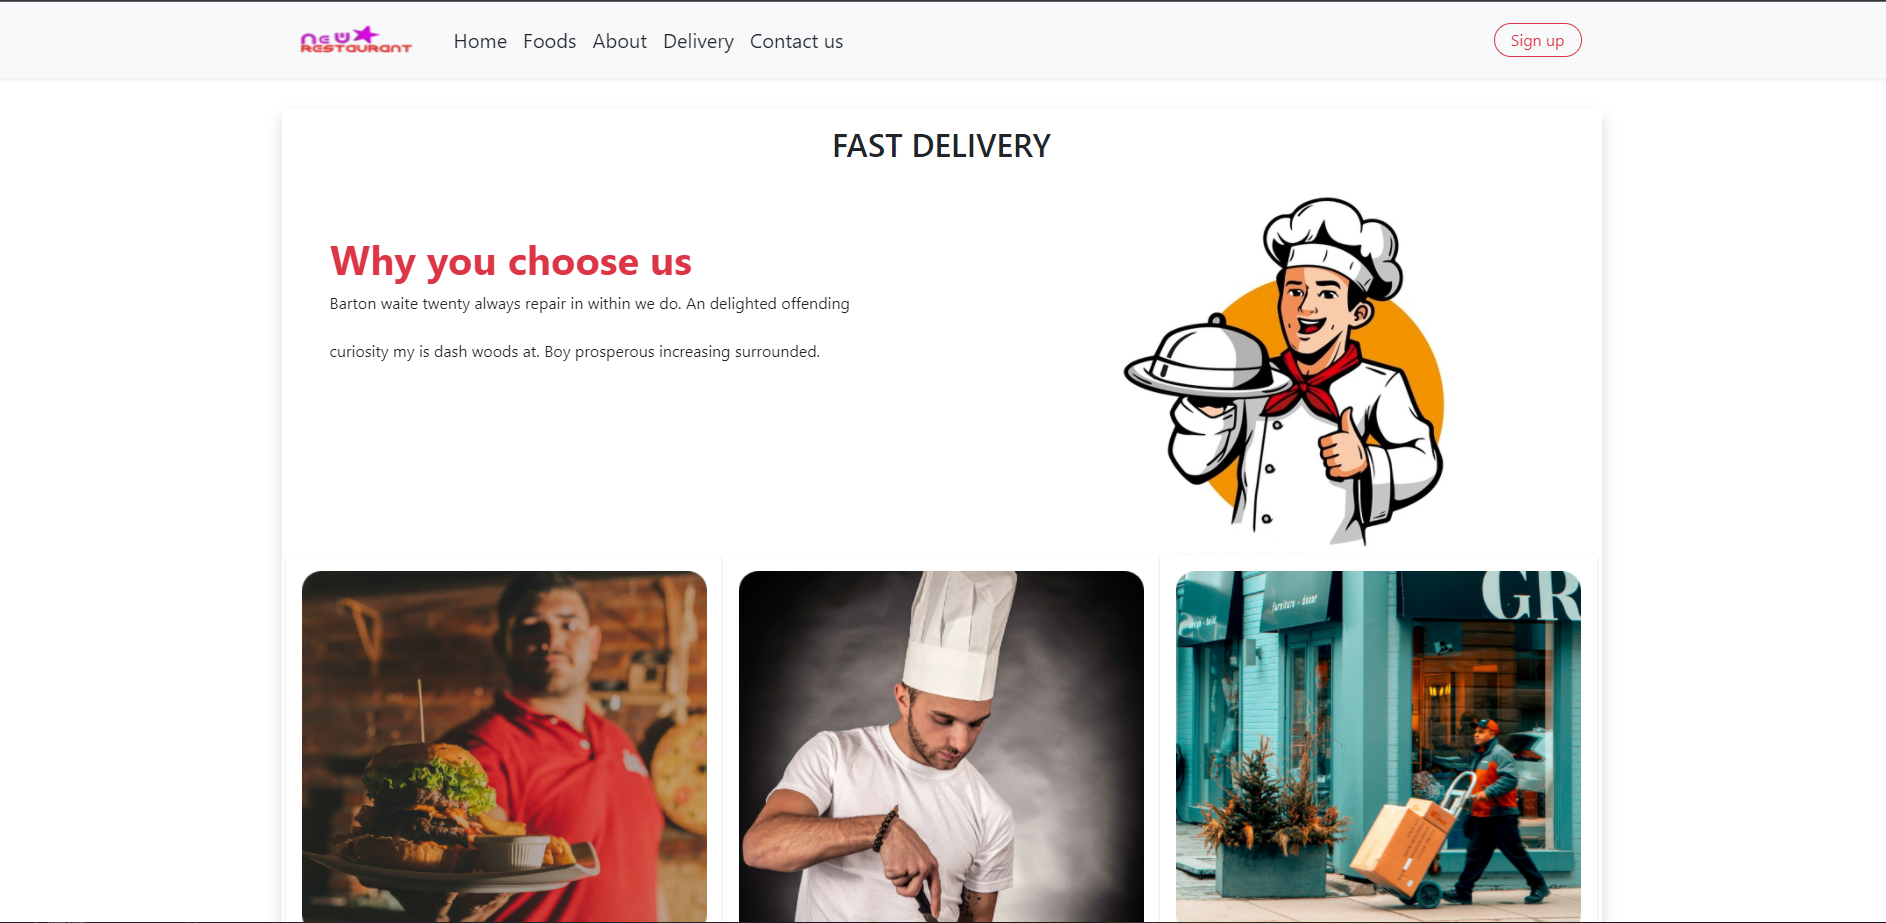 new
RESTAURANT
Home Foods About Delivery Contact us
Sign up
FAST DELIVERY
Why you choose us
Barton waite twenty always repair in within we do. An delighted offending
curiosity my is dash woods at. Boy prosperous increasing surrounded.
GR
furniture - decor